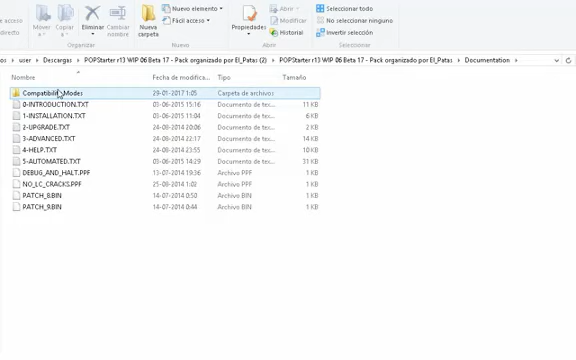 e acceso
directo
Mover a
Copiar a
Eliminar
Cambiar nombre
Organizar
Nueva carpeta
Nuevo elemento
Fácil acceso
Nuevo
Propiedades
Abrir
Modificar
Historial
Abrir
Seleccionar todo
No seleccionar ninguno
Invertir selección
Seleccionar
user Descargas POPStarter r13 WIP 06 Beta 17 - Pack organizado por El_Patas (2) POPStarter r13 WIP 06 Beta 17 - Pack organizado por El_Patas Documentation
Nombre Fecha de modifica... Tipo Tamaño
Compatibility Modes 29-01-2017 1:05 Carpeta de archivos
0-INTRODUCTION.TXT 03-06-2015 15:16 Documento de tex... 11 KB
1-INSTALLATION.TXT 05-06-2015 11:04 Documento de tex... 6 KB
2-UPGRADE.TXT 24-08-2014 20:06 Documento de tex... 2 KB
3-ADVANCED.TXT 24-08-2014 22:17 Documento de tex... 14 KB
4-HELP.TXT 24-08-2014 23:55 Documento de tex... 10 KB
5-AUTOMATED.TXT 03-06-2015 14:29 Documento de tex... 31 KB
DEBUG_AND_HALT.PPF 13-07-2014 19:36 Archivo PPF 1 KB
NO_LC_CRACKS.PPF 25-08-2014 1:02 Archivo PPF 1 KB
PATCH_8.BIN 14-07-2014 0:50 Archivo BIN 1 KB
PATCH_9.BIN 14-07-2014 0:44 Archivo BIN 1 KB